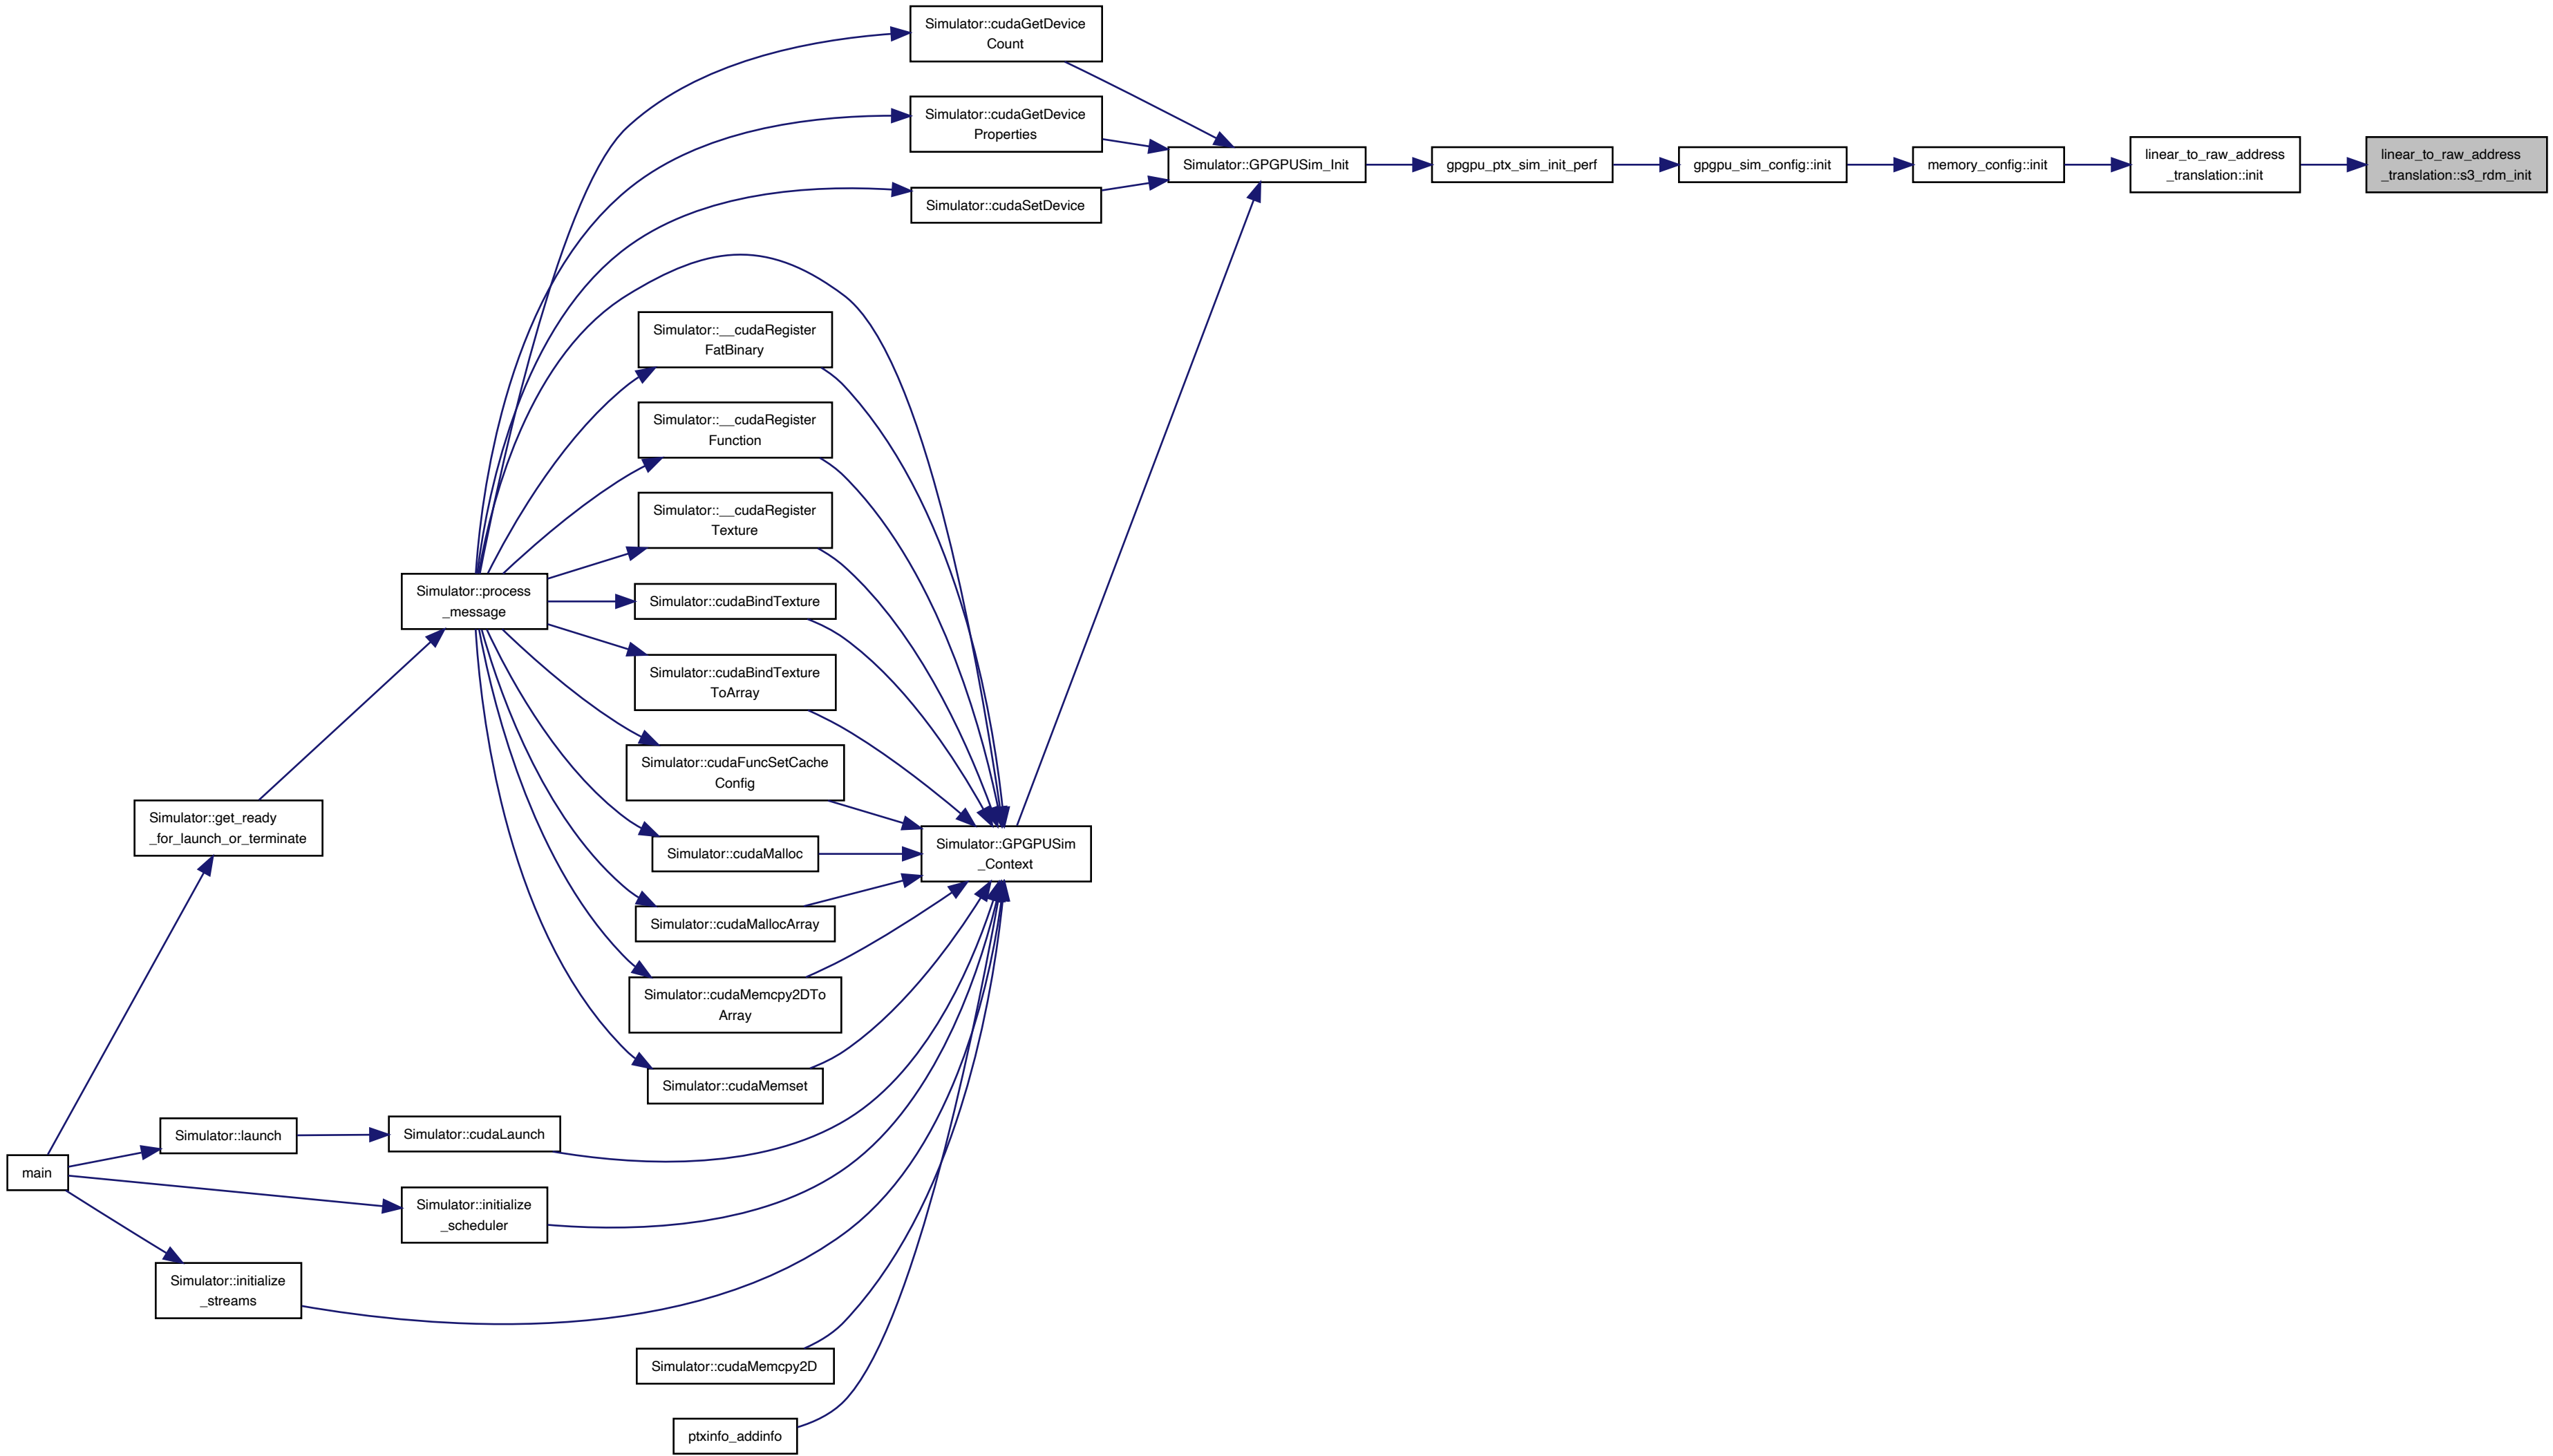 Simulator::cudaGetDevice
Count
Simulator::cudaGetDevice
Properties
Simulator::GPGPUSim_Init
gpgpu_ptx_sim_init_perf
gpgpu_sim_config::init
memory_config::init
linear_to_raw_address
_translation::init
linear_to_raw_address
_translation::s3_rdm_init
Simulator::cudaSetDevice
Simulator::__cudaRegister
FatBinary
Simulator::__cudaRegister
Function
Simulator::__cudaRegister
Texture
Simulator::process
_message
Simulator::cudaBindTexture
Simulator::cudaBindTexture
ToArray
Simulator::cudaFuncSetCache
Config
Simulator::get_ready
_for_launch_or_terminate
Simulator::cudaMalloc
Simulator::GPGPUSim
_Context
Simulator::cudaMallocArray
Simulator::cudaMemcpy2DTo
Array
Simulator::cudaMemset
Simulator::launch
Simulator::cudaLaunch
main
Simulator::initialize
_scheduler
Simulator::initialize
_streams
Simulator::cudaMemcpy2D
ptxinfo_addinfo